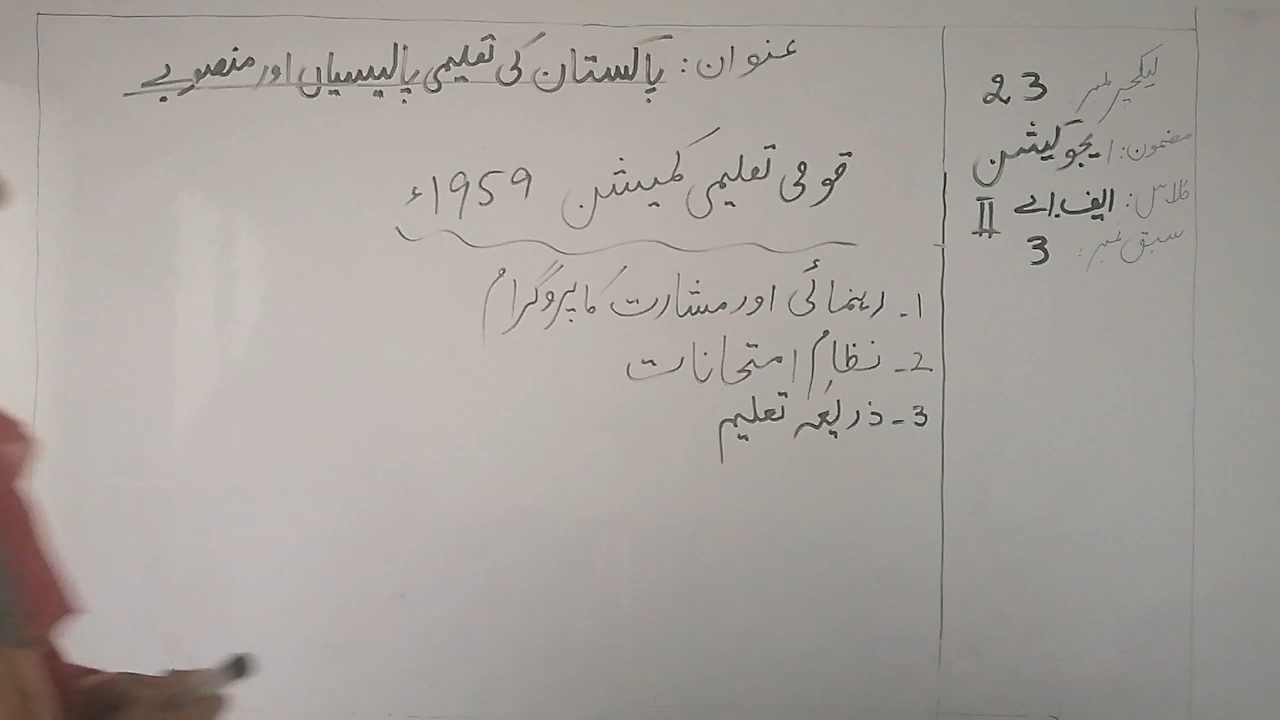 عنوان: پاکستان کی تعلیمی پالیسیاں اور منصوبے
قومی تعلیمی کمیشن 1959ء
1۔ رہنمائی اور مشارت کا پروگرام
2۔ نظامِ امتحانات
3۔ ذریعہ تعلیم
لیکچر نمبر 23
مضمون: ایجوکیشن
کلاس: ایف۔اے II
سبق نمبر: 3